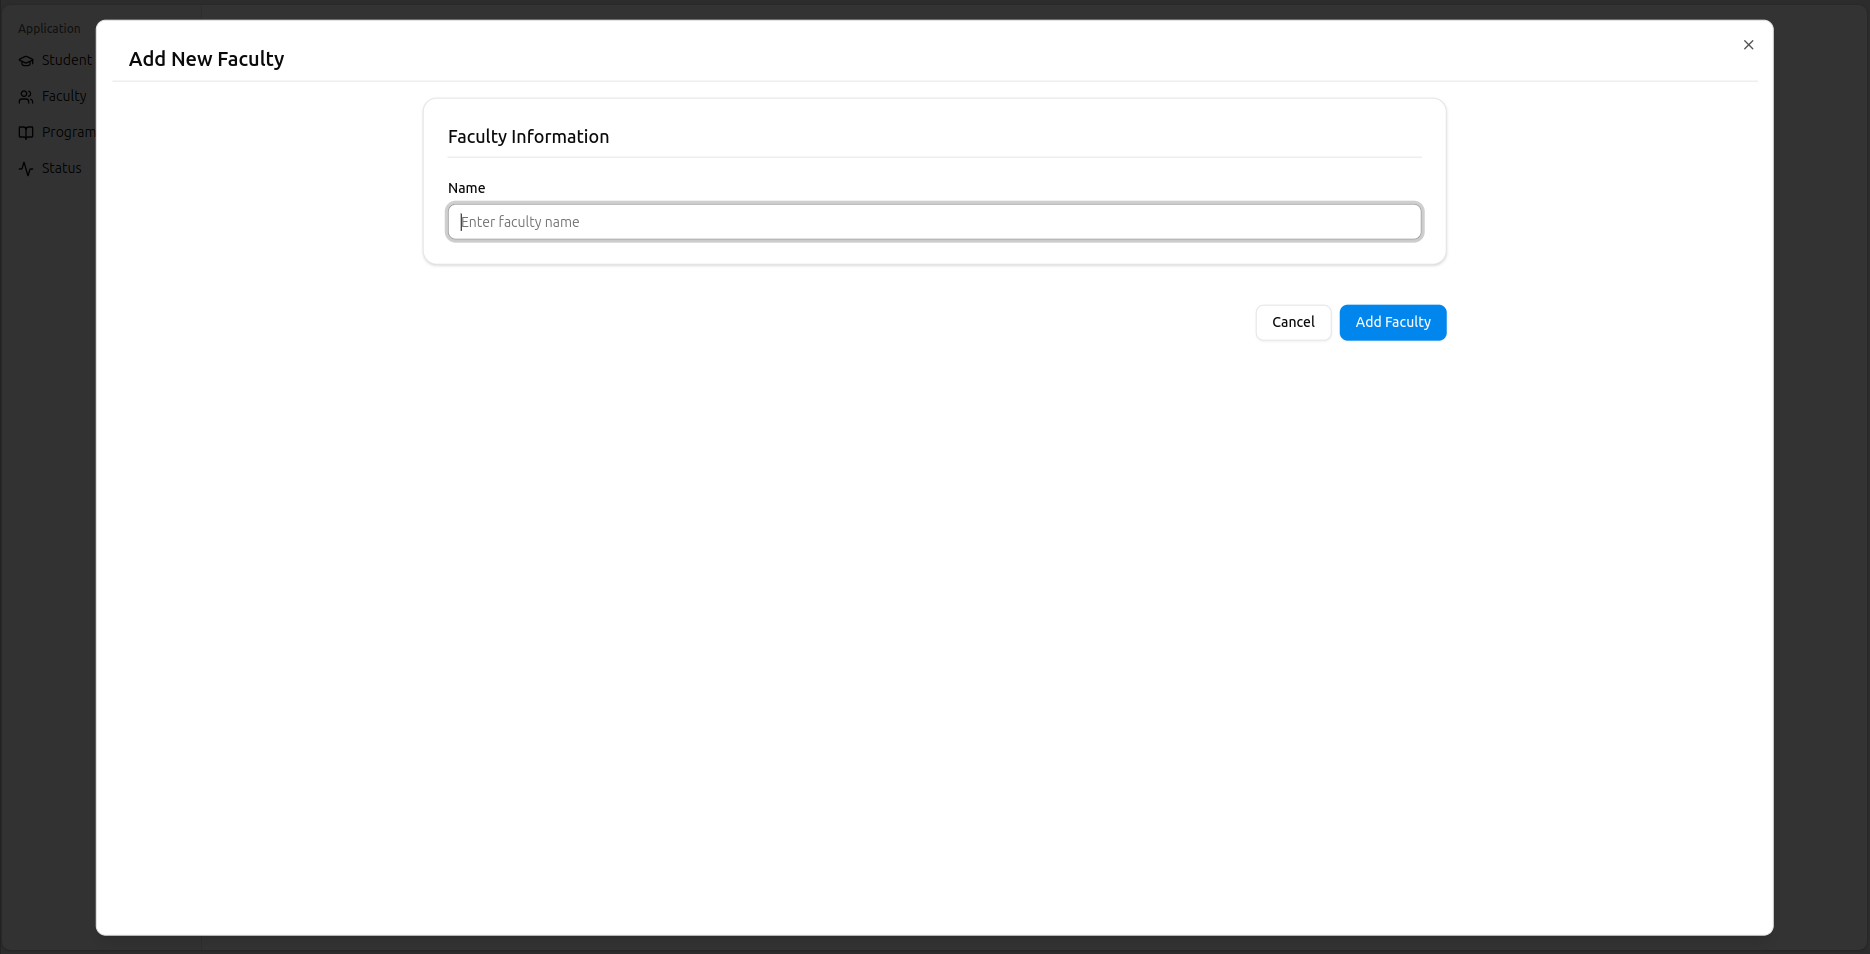 Application
Student
Faculty
Program
Status
Add New Faculty
Faculty Information
Name
Enter faculty name
Cancel
Add Faculty